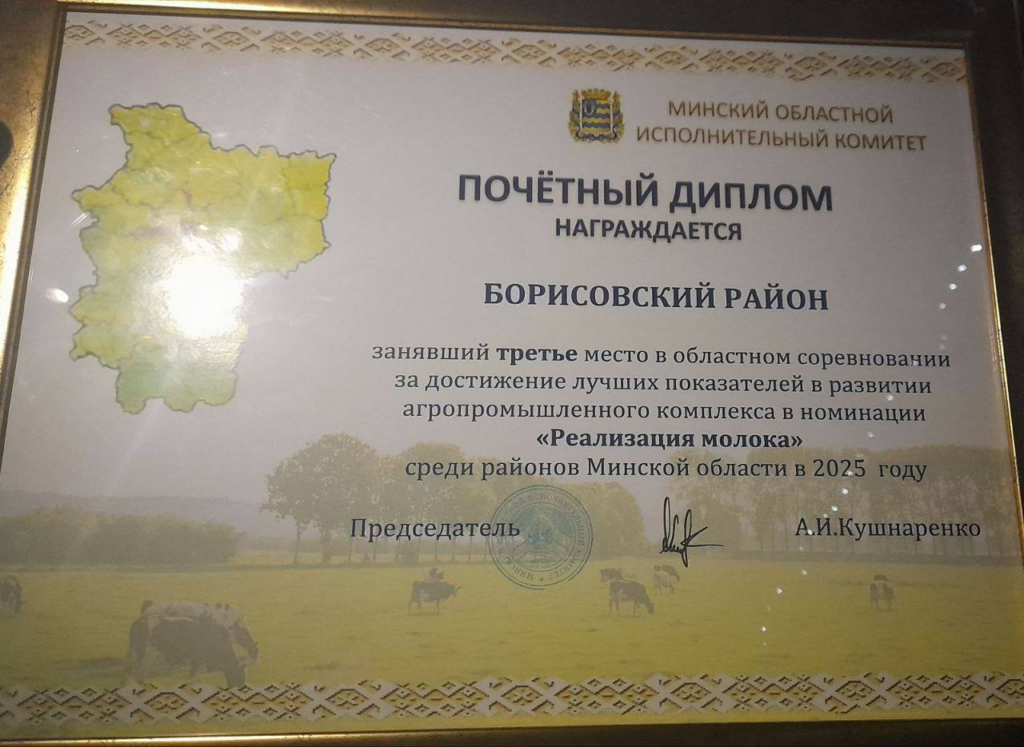 МИНСКИЙ ОБЛАСТНОЙ
ИСПОЛНИТЕЛЬНЫЙ КОМИТЕТ
ПОЧЁТНЫЙ ДИПЛОМ
НАГРАЖДАЕТСЯ
БОРИСОВСКИЙ РАЙОН
занявший третье место в областном соревновании
за достижение лучших показателей в развитии
агропромышленного комплекса в номинации
«Реализация молока»
среди районов Минской области в 2025 году
Председатель А.И.Кушнаренко